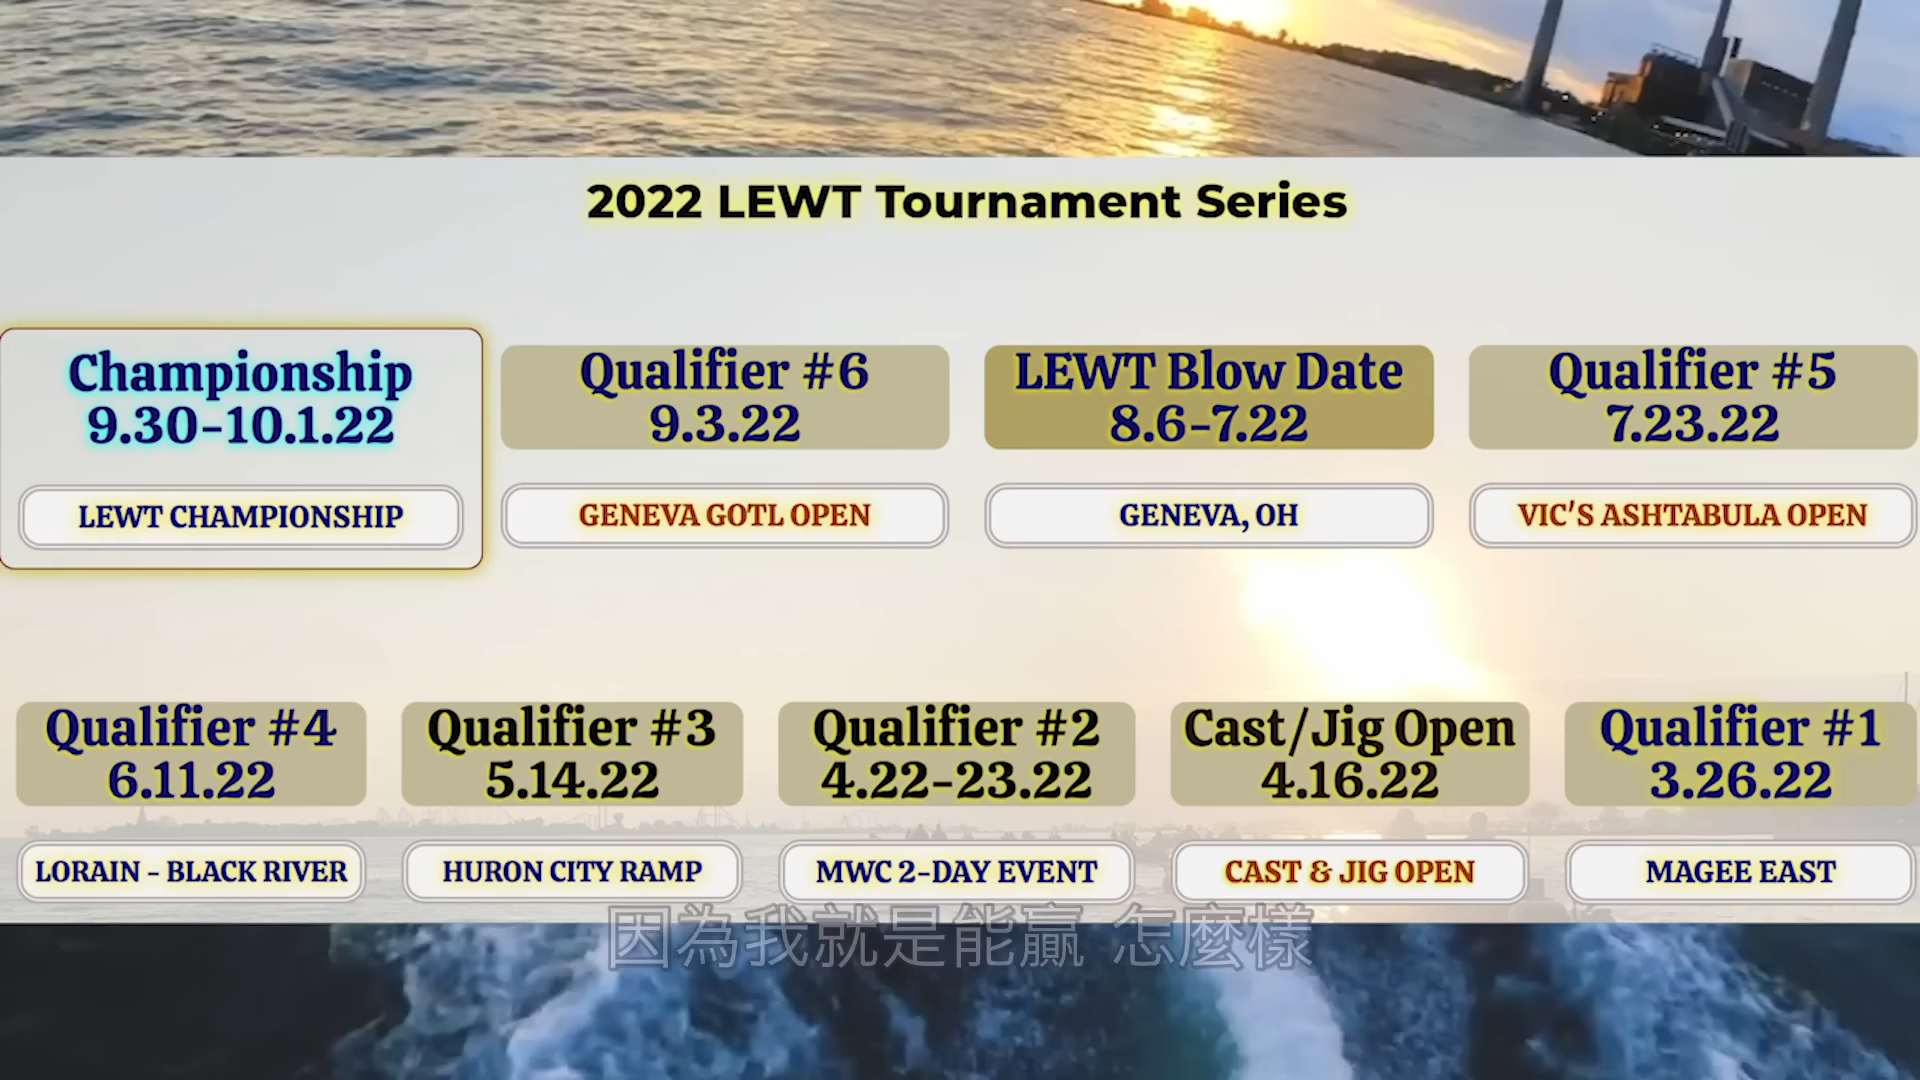 2022 LEWT Tournament Series
Championship
9.30-10.1.22
LEWT CHAMPIONSHIP
Qualifier #6
9.3.22
GENEVA GOTL OPEN
LEWT Blow Date
8.6-7.22
GENEVA, OH
Qualifier #5
7.23.22
VIC'S ASHTABULA OPEN
Qualifier #4
6.11.22
LORAIN - BLACK RIVER
Qualifier #3
5.14.22
HURON CITY RAMP
Qualifier #2
4.22-23.22
MWC 2-DAY EVENT
Cast/Jig Open
4.16.22
CAST & JIG OPEN
Qualifier #1
3.26.22
MAGEE EAST
因為我就是能贏 怎麼樣